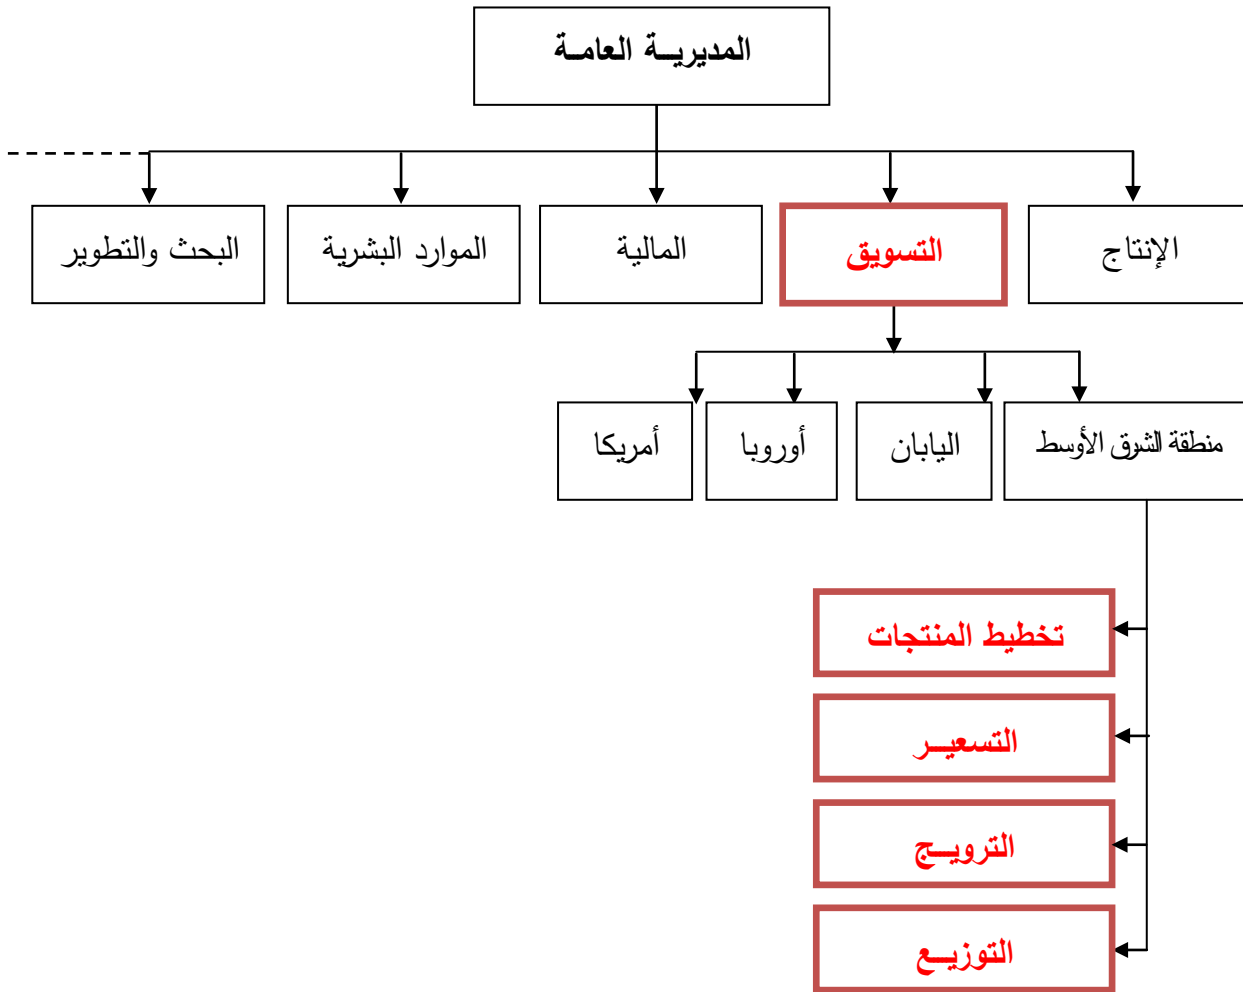 المديريــة العامــة
الإنتاج
التسويق
المالية
الموارد البشرية
البحث والتطوير
منطقة الشرق الأوسط
اليابان
أوروبا
أمريكا
تخطيط المنتجات
التسعيــر
الترويــج
التوزيــع